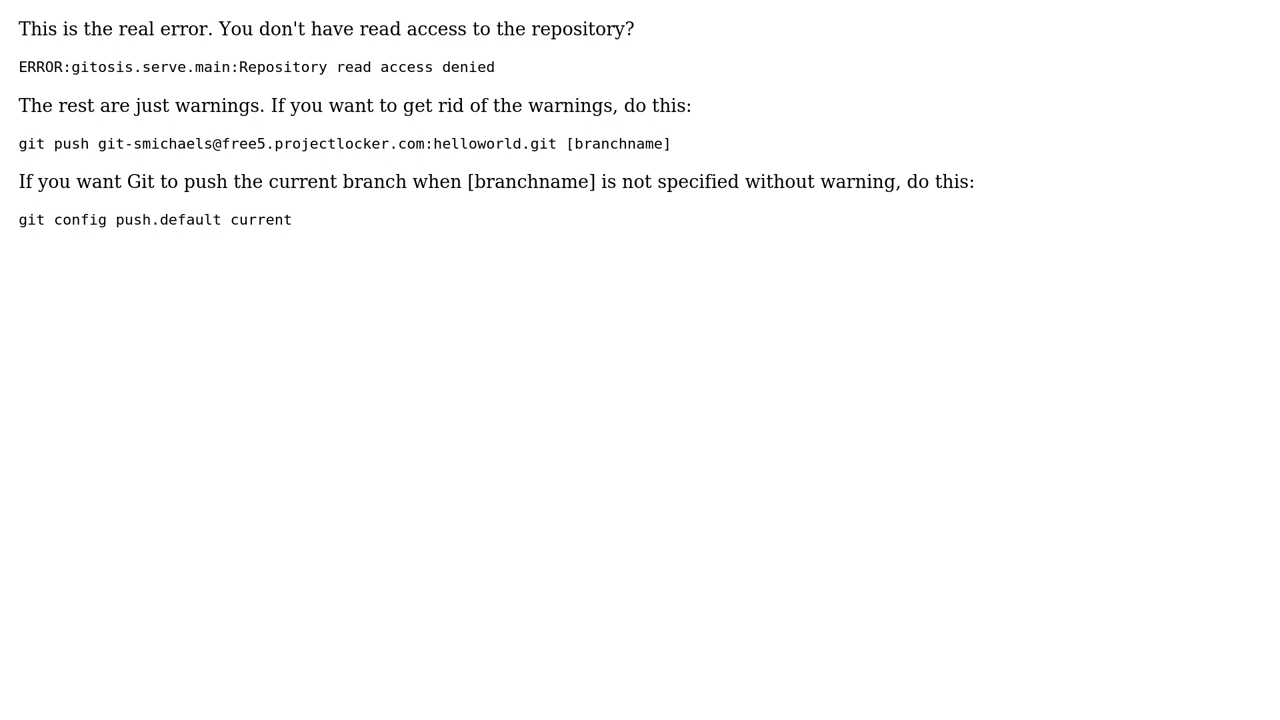 This is the real error. You don't have read access to the repository?
ERROR:gitosis.serve.main:Repository read access denied
The rest are just warnings. If you want to get rid of the warnings, do this:
git push git-smichaels@free5.projectlocker.com:helloworld.git [branchname]
If you want Git to push the current branch when [branchname] is not specified without warning, do this:
git config push.default current